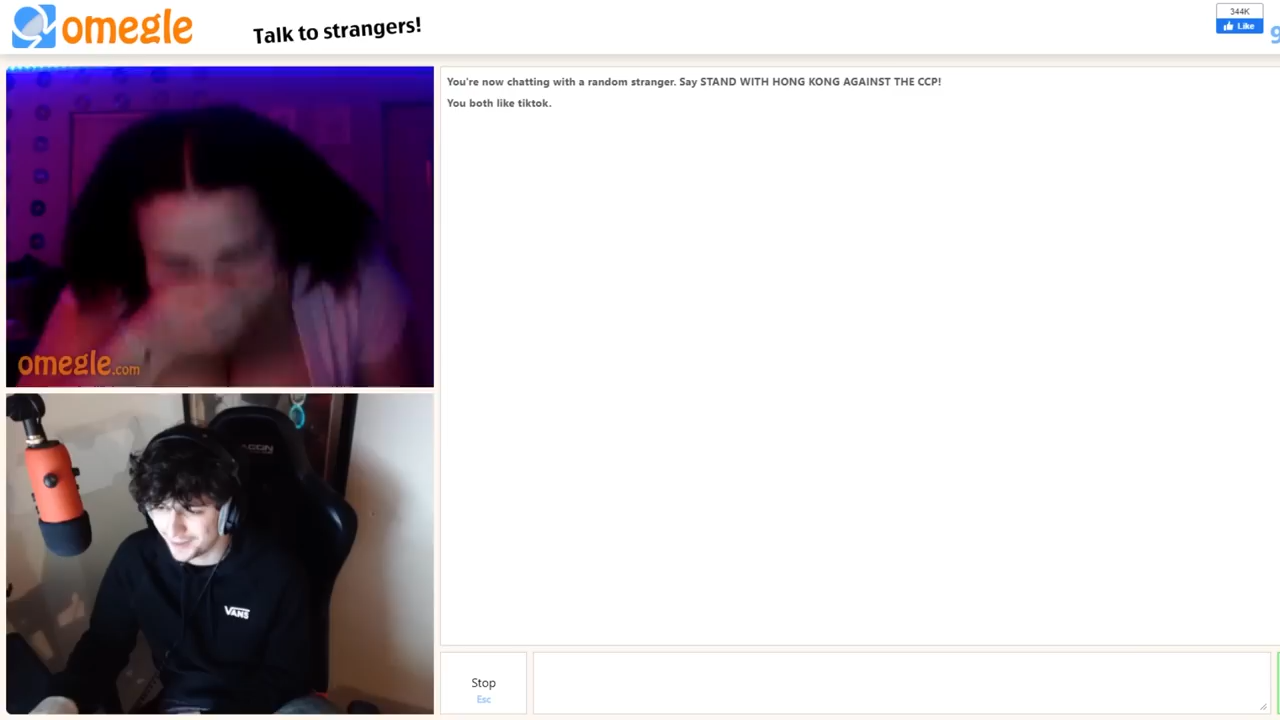 omegle
Talk to strangers!
344K
Like
9
You're now chatting with a random stranger. Say STAND WITH HONG KONG AGAINST THE CCP!
You both like tiktok.
omegle.com
VANS
Stop
Esc